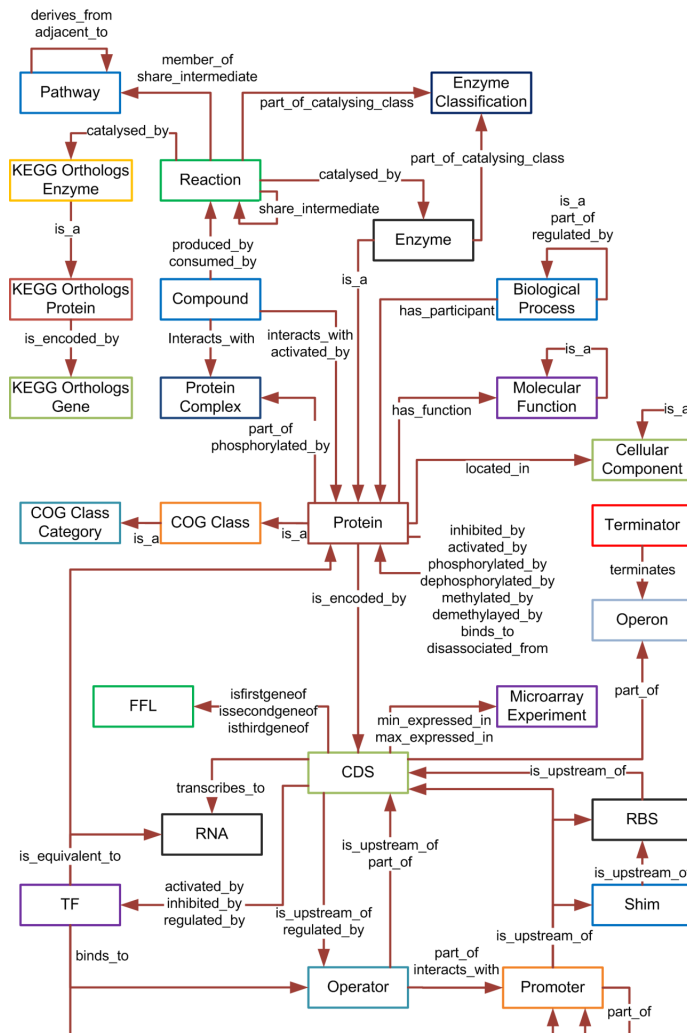 derives_from
adjacent_to
member_of
share_intermediate
Pathway
part_of_catalysing_class
Enzyme
Classification
catalysed_by
KEGG Orthologs
Enzyme
Reaction
catalysed_by
part_of_catalysing_class
share_intermediate
is_a
Enzyme
is_a
part_of
regulated_by
produced_by
consumed_by
is_a
KEGG Orthologs
Protein
Compound
has_participant
Biological
Process
is_encoded_by
Interacts_with
interacts_with
activated_by
is_a
KEGG Orthologs
Gene
Protein
Complex
has_function
Molecular
Function
is_a
part_of
phosphorylated_by
located_in
Cellular
Component
COG Class
Category
is_a
COG Class
is_a
Protein
Terminator
inhibited_by
activated_by
phosphorylated_by
dephosphorylated_by
methylated_by
demethylayed_by
binds_to
disassociated_from
terminates
is_encoded_by
Operon
FFL
isfirstgeneof
issecondgeneof
isthirdgeneof
min_expressed_in
max_expressed_in
Microarray
Experiment
part_of
CDS
is_upstream_of
transcribes_to
RNA
RBS
is_equivalent_to
is_upstream_of
part_of
is_upstream_of
TF
activated_by
inhibited_by
regulated_by
is_upstream_of
regulated_by
Shim
is_upstream_of
binds_to
part_of
interacts_with
Operator
Promoter
part_of